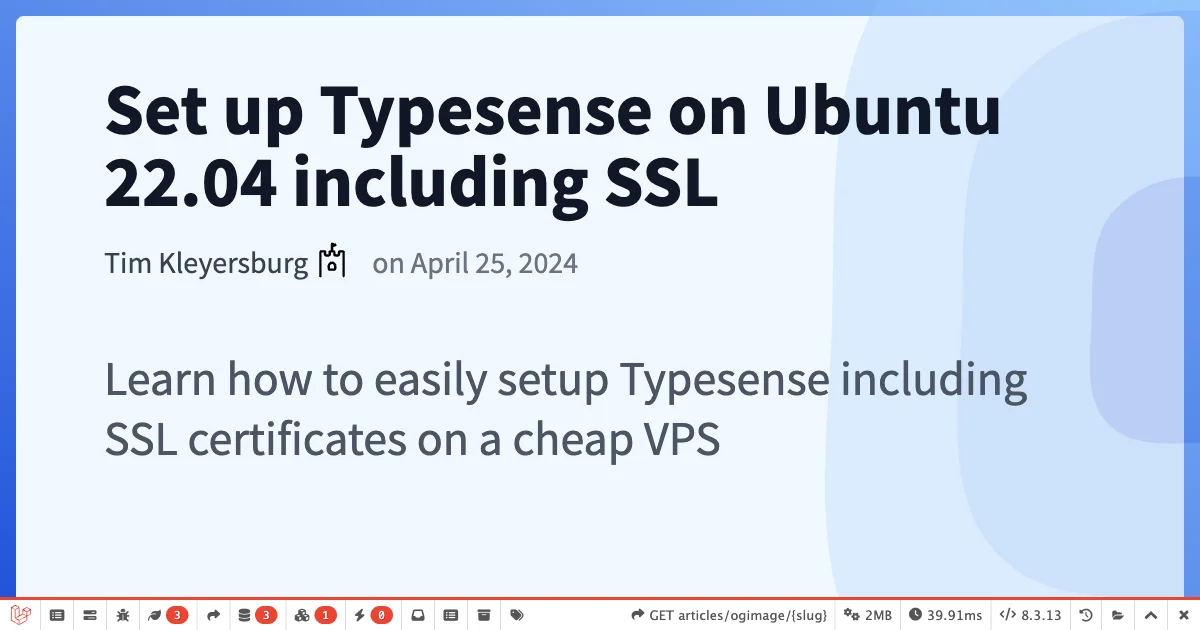 Set up Typesense on Ubuntu
22.04 including SSL
Tim Kleyersburg on April 25, 2024
Learn how to easily setup Typesense including
SSL certificates on a cheap VPS
3 3 1 0 GET articles/ogimage/{slug} 2MB 39.91ms </> 8.3.13